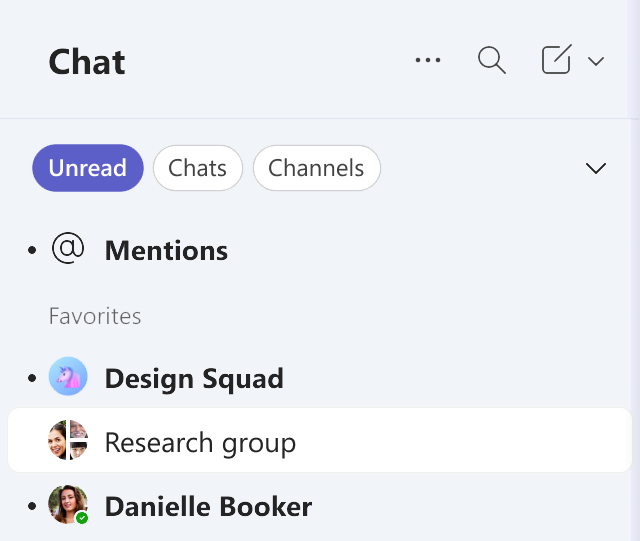 Chat
Unread Chats Channels
Mentions
Favorites
Design Squad
Research group
Danielle Booker